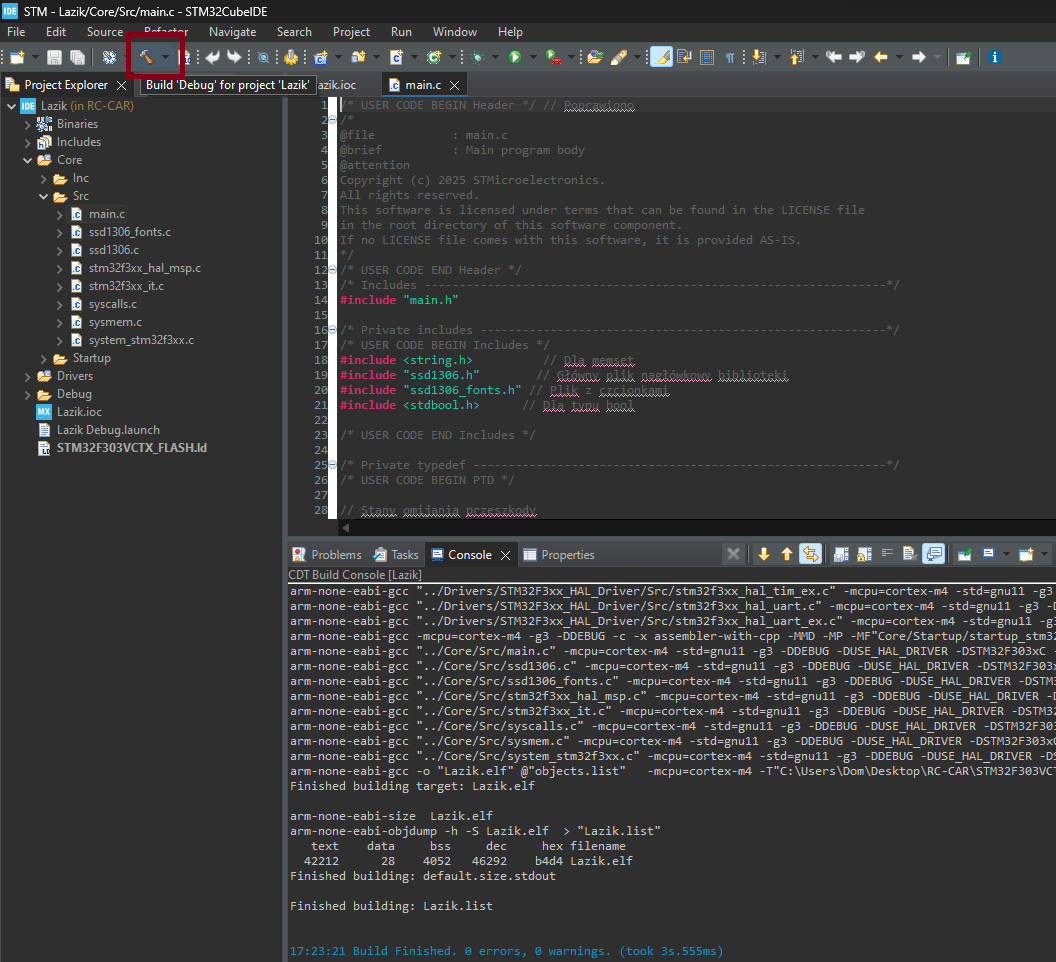 STM - Lazik/Core/Src/main.c - STM32CubeIDE
File Edit Source Refactor Navigate Search Project Run Window Help
Project Explorer
Build 'Debug' for project 'Lazik'
azik.ioc
main.c
Lazik (in RC-CAR)
Binaries
Includes
Core
Inc
Src
main.c
ssd1306_fonts.c
ssd1306.c
stm32f3xx_hal_msp.c
stm32f3xx_it.c
syscalls.c
sysmem.c
system_stm32f3xx.c
Startup
Drivers
Debug
Lazik.ioc
Lazik Debug.launch
STM32F303VCTX_FLASH.ld
1 /* USER CODE BEGIN Header */ // Poprawiono
2 /*
3 @file : main.c
4 @brief : Main program body
5 @attention
6 Copyright (c) 2025 STMicroelectronics.
7 All rights reserved.
8 This software is licensed under terms that can be found in the LICENSE file
9 in the root directory of this software component.
10 If no LICENSE file comes with this software, it is provided AS-IS.
11 */
12 /* USER CODE END Header */
13 /* Includes ------------------------------------------------------------------*/
14 #include "main.h"
15
16 /* Private includes ----------------------------------------------------------*/
17 /* USER CODE BEGIN Includes */
18 #include <string.h> // Dla memset
19 #include "ssd1306.h" // Główny plik nagłówkowy biblioteki
20 #include "ssd1306_fonts.h" // Plik z czcionkami
21 #include <stdbool.h> // Dla typu bool
22
23 /* USER CODE END Includes */
24
25 /* Private typedef -----------------------------------------------------------*/
26 /* USER CODE BEGIN PTD */
27
28 // Stany omijania przeszkody
Problems Tasks Console Properties
CDT Build Console [Lazik]
arm-none-eabi-gcc "../Drivers/STM32F3xx_HAL_Driver/Src/stm32f3xx_hal_tim_ex.c" -mcpu=cortex-m4 -std=gnu11 -g3
arm-none-eabi-gcc "../Drivers/STM32F3xx_HAL_Driver/Src/stm32f3xx_hal_uart.c" -mcpu=cortex-m4 -std=gnu11 -g3 -D
arm-none-eabi-gcc "../Drivers/STM32F3xx_HAL_Driver/Src/stm32f3xx_hal_uart_ex.c" -mcpu=cortex-m4 -std=gnu11 -g3
arm-none-eabi-gcc -mcpu=cortex-m4 -g3 -DDEBUG -c -x assembler-with-cpp -MMD -MP -MF"Core/Startup/startup_stm32
arm-none-eabi-gcc "../Core/Src/main.c" -mcpu=cortex-m4 -std=gnu11 -g3 -DDEBUG -DUSE_HAL_DRIVER -DSTM32F303xC -
arm-none-eabi-gcc "../Core/Src/ssd1306.c" -mcpu=cortex-m4 -std=gnu11 -g3 -DDEBUG -DUSE_HAL_DRIVER -DSTM32F303x
arm-none-eabi-gcc "../Core/Src/ssd1306_fonts.c" -mcpu=cortex-m4 -std=gnu11 -g3 -DDEBUG -DUSE_HAL_DRIVER -DSTM3
arm-none-eabi-gcc "../Core/Src/stm32f3xx_hal_msp.c" -mcpu=cortex-m4 -std=gnu11 -g3 -DDEBUG -DUSE_HAL_DRIVER -D
arm-none-eabi-gcc "../Core/Src/stm32f3xx_it.c" -mcpu=cortex-m4 -std=gnu11 -g3 -DDEBUG -DUSE_HAL_DRIVER -DSTM32
arm-none-eabi-gcc "../Core/Src/syscalls.c" -mcpu=cortex-m4 -std=gnu11 -g3 -DDEBUG -DUSE_HAL_DRIVER -DSTM32F303
arm-none-eabi-gcc "../Core/Src/sysmem.c" -mcpu=cortex-m4 -std=gnu11 -g3 -DDEBUG -DUSE_HAL_DRIVER -DSTM32F303xC
arm-none-eabi-gcc "../Core/Src/system_stm32f3xx.c" -mcpu=cortex-m4 -std=gnu11 -g3 -DDEBUG -DUSE_HAL_DRIVER -DS
arm-none-eabi-gcc -o "Lazik.elf" @"objects.list" -mcpu=cortex-m4 -T"C:\Users\Dom\Desktop\RC-CAR\STM32F303VCT
Finished building target: Lazik.elf

arm-none-eabi-size Lazik.elf
arm-none-eabi-objdump -h -S Lazik.elf > "Lazik.list"
text data bss dec hex filename
42212 28 4052 46292 b4d4 Lazik.elf
Finished building: default.size.stdout

Finished building: Lazik.list

17:23:21 Build Finished. 0 errors, 0 warnings. (took 3s.555ms)